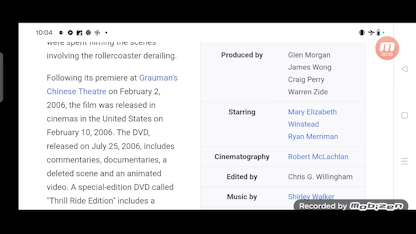 10:04
were spent filming the scenes
involving the rollercoaster derailing.
Following its premiere at Grauman's
Chinese Theatre on February 2,
2006, the film was released in
cinemas in the United States on
February 10, 2006. The DVD,
released on July 25, 2006, includes
commentaries, documentaries, a
deleted scene and an animated
video. A special-edition DVD called
"Thrill Ride Edition" includes a
Produced by
Glen Morgan
James Wong
Craig Perry
Warren Zide
Starring
Mary Elizabeth
Winstead
Ryan Merriman
Cinematography
Robert McLachlan
Edited by
Chris G. Willingham
Music by
Shirley Walker
Recorded by Mobizen